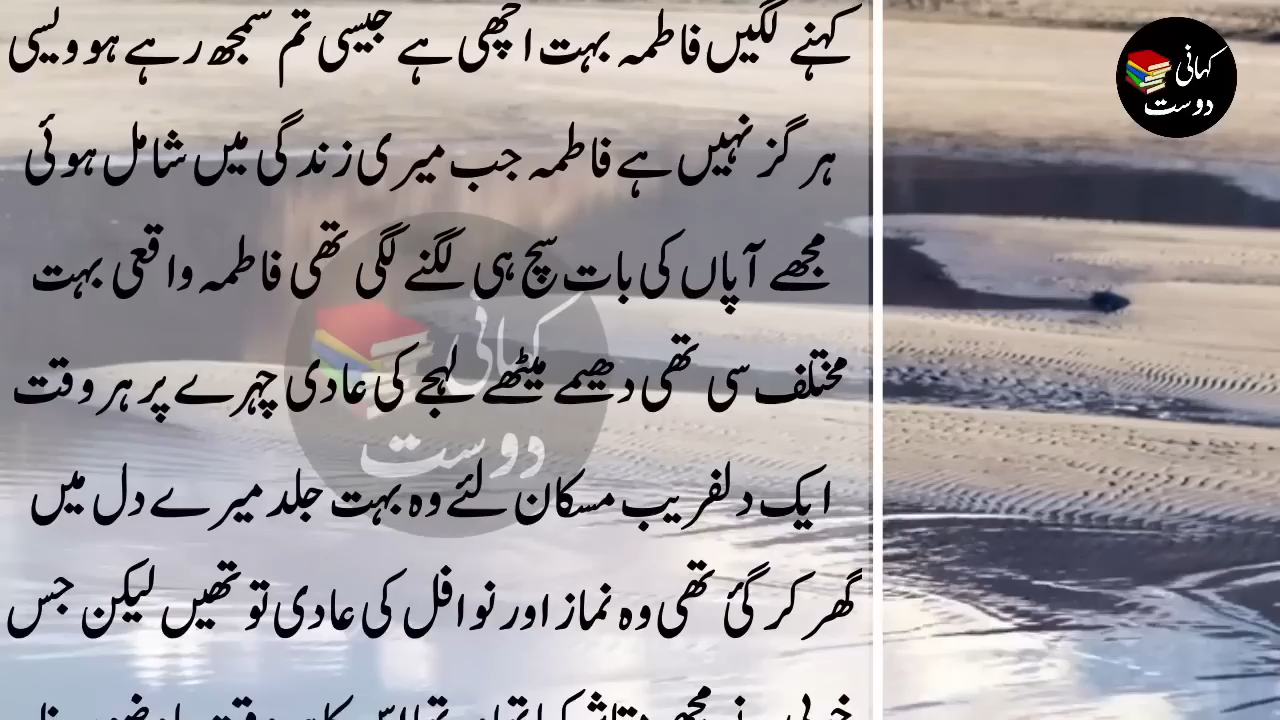 کہنے لگیں فاطمہ بہت اچھی ہے جیسی تم سمجھ رہے ہو ویسی
ہرگز نہیں ہے فاطمہ جب میری زندگی میں شامل ہوئی
مجھے آپاں کی بات سچ ہی لگنے لگی تھی فاطمہ واقعی بہت
مختلف سی تھی دھیمے میٹھے لہجے کی عادی چہرے پر ہر وقت
ایک دلفریب مسکان لئے وہ بہت جلد میرے دل میں
گھر کر گئ تھی وہ نماز اور نوافل کی عادی تو تھیں لیکن جس
کہانی
دوست
کہانی
دوست